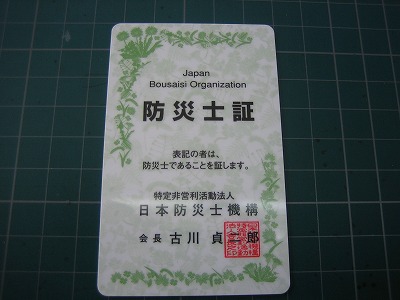 Japan
Bousaisi Organization
防災士証
表記の者は、
防災士であることを証します。
特定非営利活動法人
日本防災士機構
会長 古川貞二郎